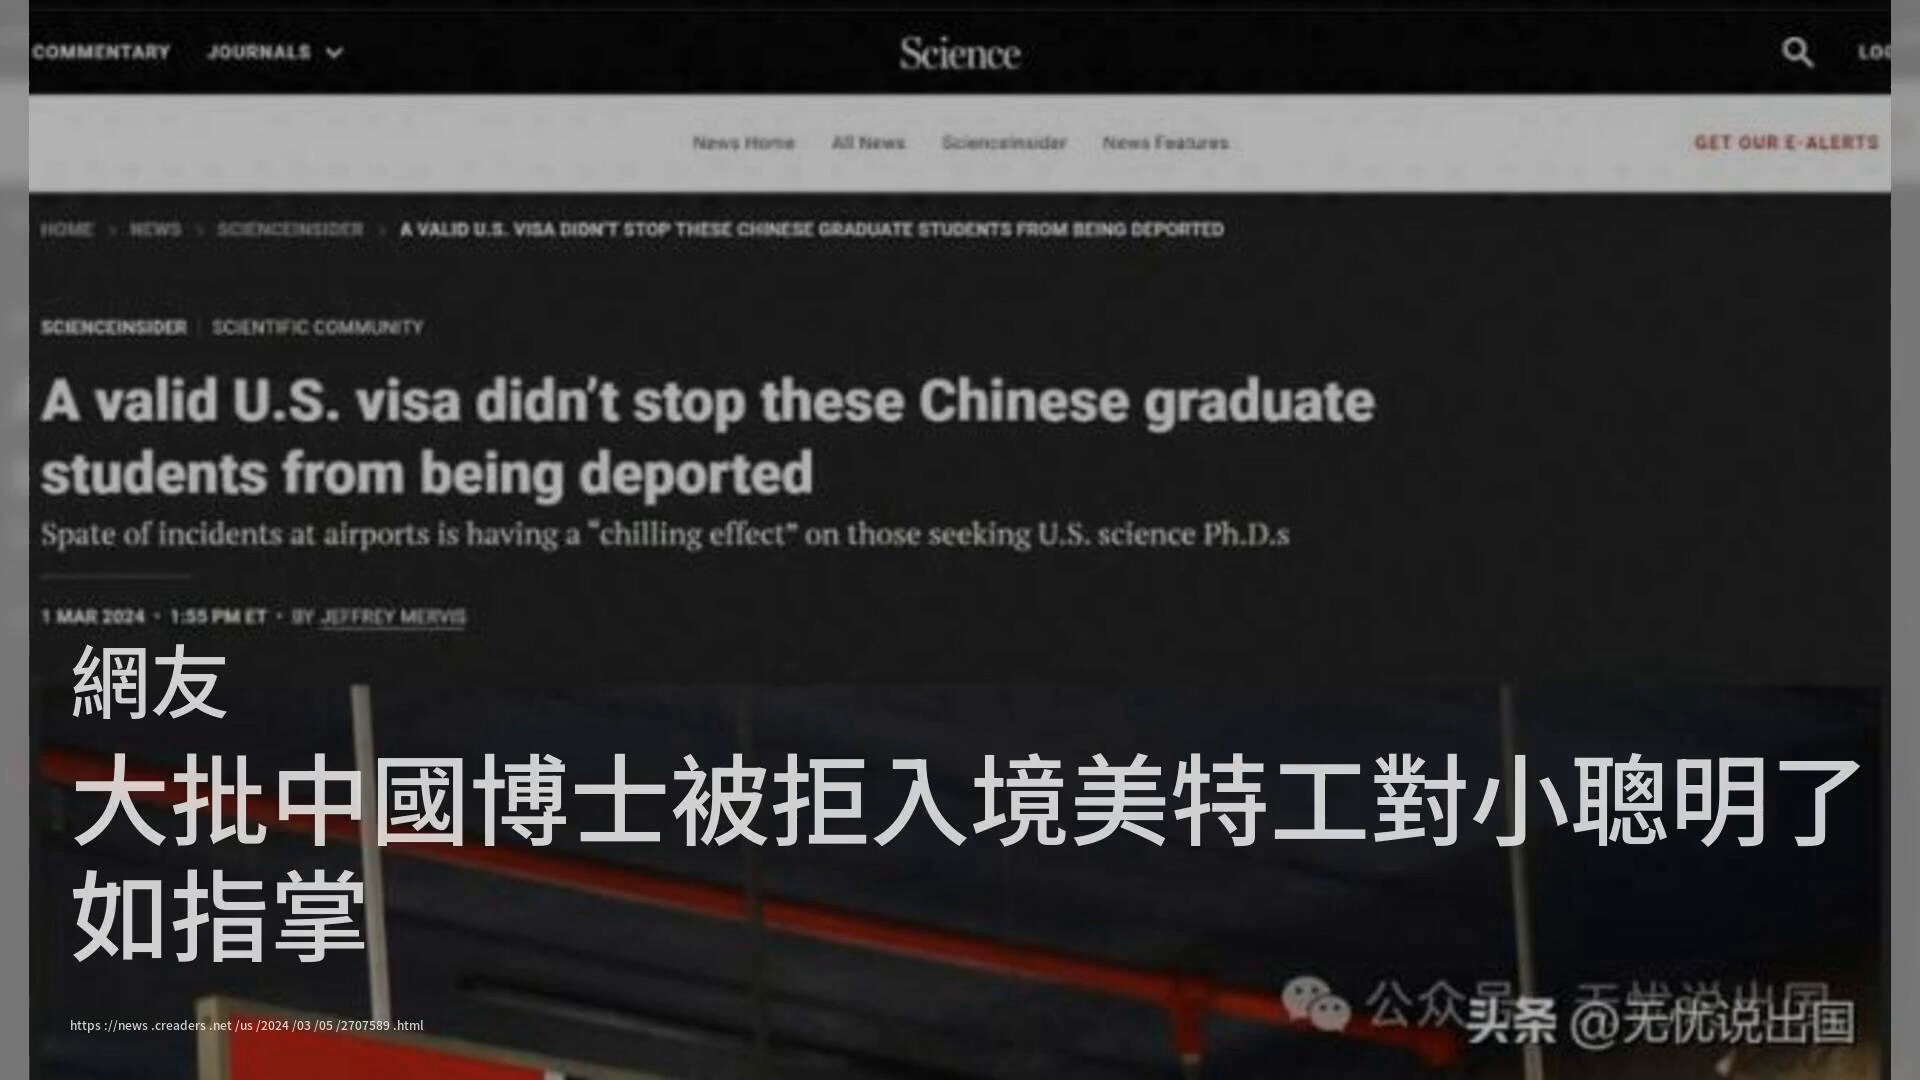 COMMENTARY JOURNALS Science
News Home All News ScienceInsider News Features GET OUR E-ALERTS
HOME NEWS SCIENCEINSIDER A VALID U.S. VISA DIDN'T STOP THESE CHINESE GRADUATE STUDENTS FROM BEING DEPORTED
SCIENCEINSIDER SCIENTIFIC COMMUNITY
A valid U.S. visa didn't stop these Chinese graduate
students from being deported
Spate of incidents at airports is having a "chilling effect" on those seeking U.S. science Ph.D.s
1 MAR 2024 • 1:55 PM ET • BY JEFFREY MERVIS
網友
大批中國博士被拒入境美特工對小聰明了
如指掌
https ://news .creaders .net /us /2024 /03 /05 /2707589 .html
公众号
头条 @无忧说出国